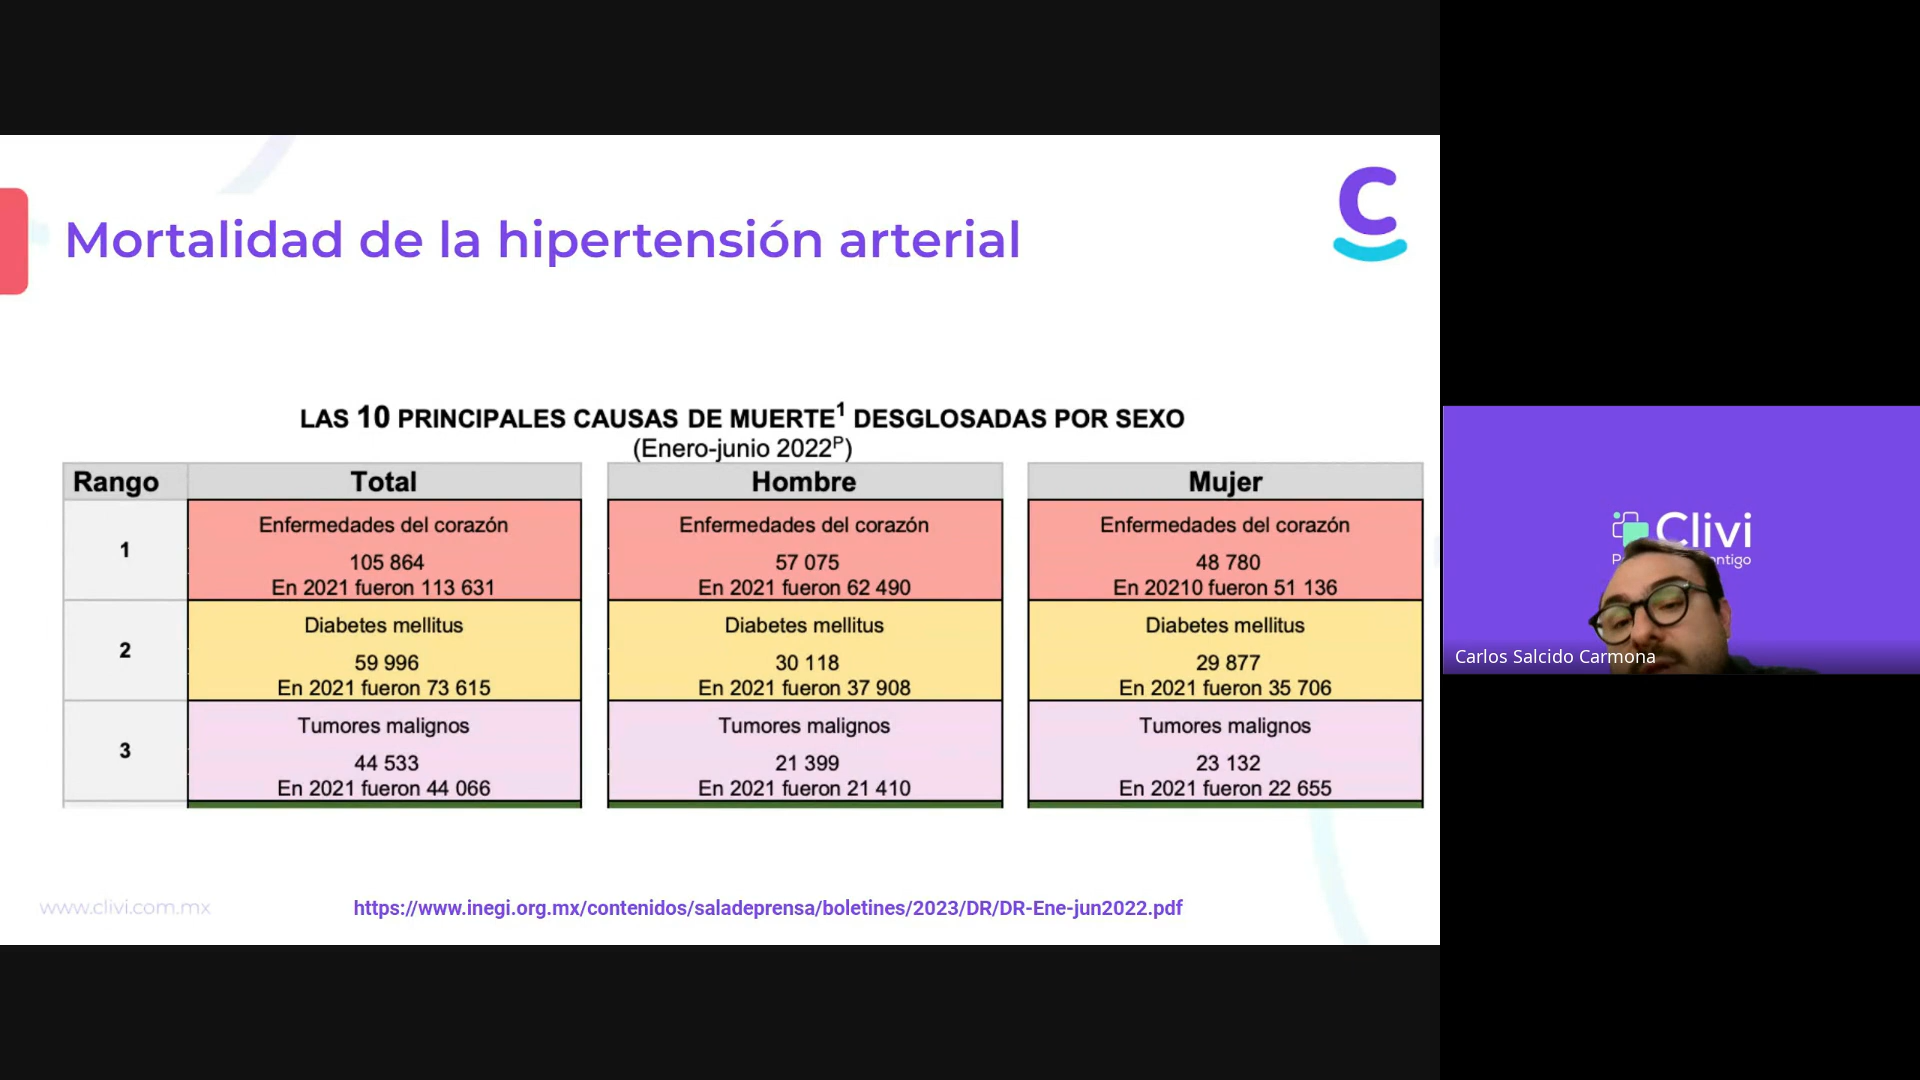 Mortalidad de la hipertensión arterial
LAS 10 PRINCIPALES CAUSAS DE MUERTE¹ DESGLOSADAS POR SEXO
(Enero-junio 2022ᴾ)
Rango Total Hombre Mujer
1
Enfermedades del corazón
105 864
En 2021 fueron 113 631
Enfermedades del corazón
57 075
En 2021 fueron 62 490
Enfermedades del corazón
48 780
En 20210 fueron 51 136
2
Diabetes mellitus
59 996
En 2021 fueron 73 615
Diabetes mellitus
30 118
En 2021 fueron 37 908
Diabetes mellitus
29 877
En 2021 fueron 35 706
3
Tumores malignos
44 533
En 2021 fueron 44 066
Tumores malignos
21 399
En 2021 fueron 21 410
Tumores malignos
23 132
En 2021 fueron 22 655
www.clivi.com.mx
https://www.inegi.org.mx/contenidos/saladeprensa/boletines/2023/DR/DR-Ene-jun2022.pdf
Clivi
Carlos Salcido Carmona